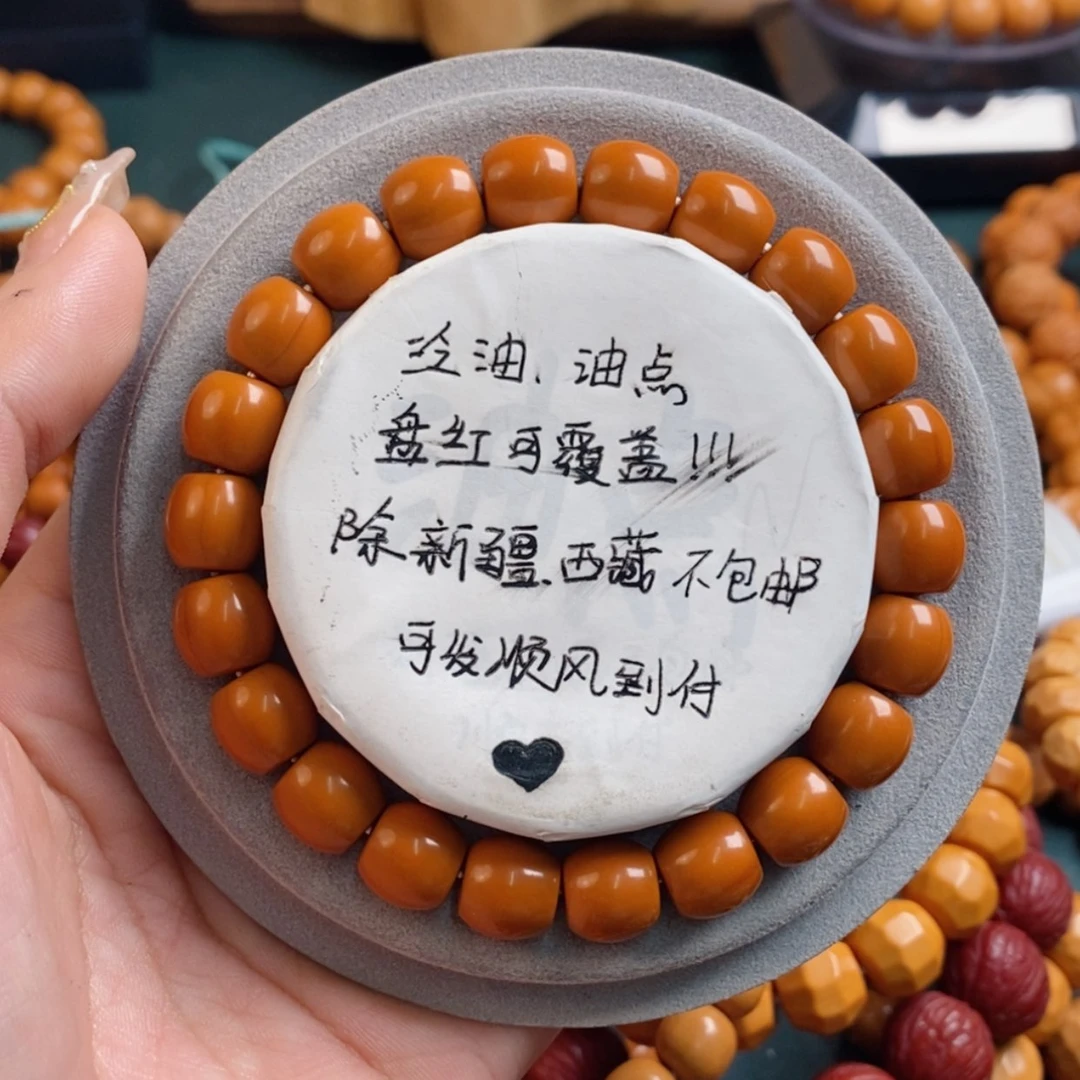 冷油、油点
盘红可覆盖!!!
除新疆、西藏不包邮
可发顺风到付